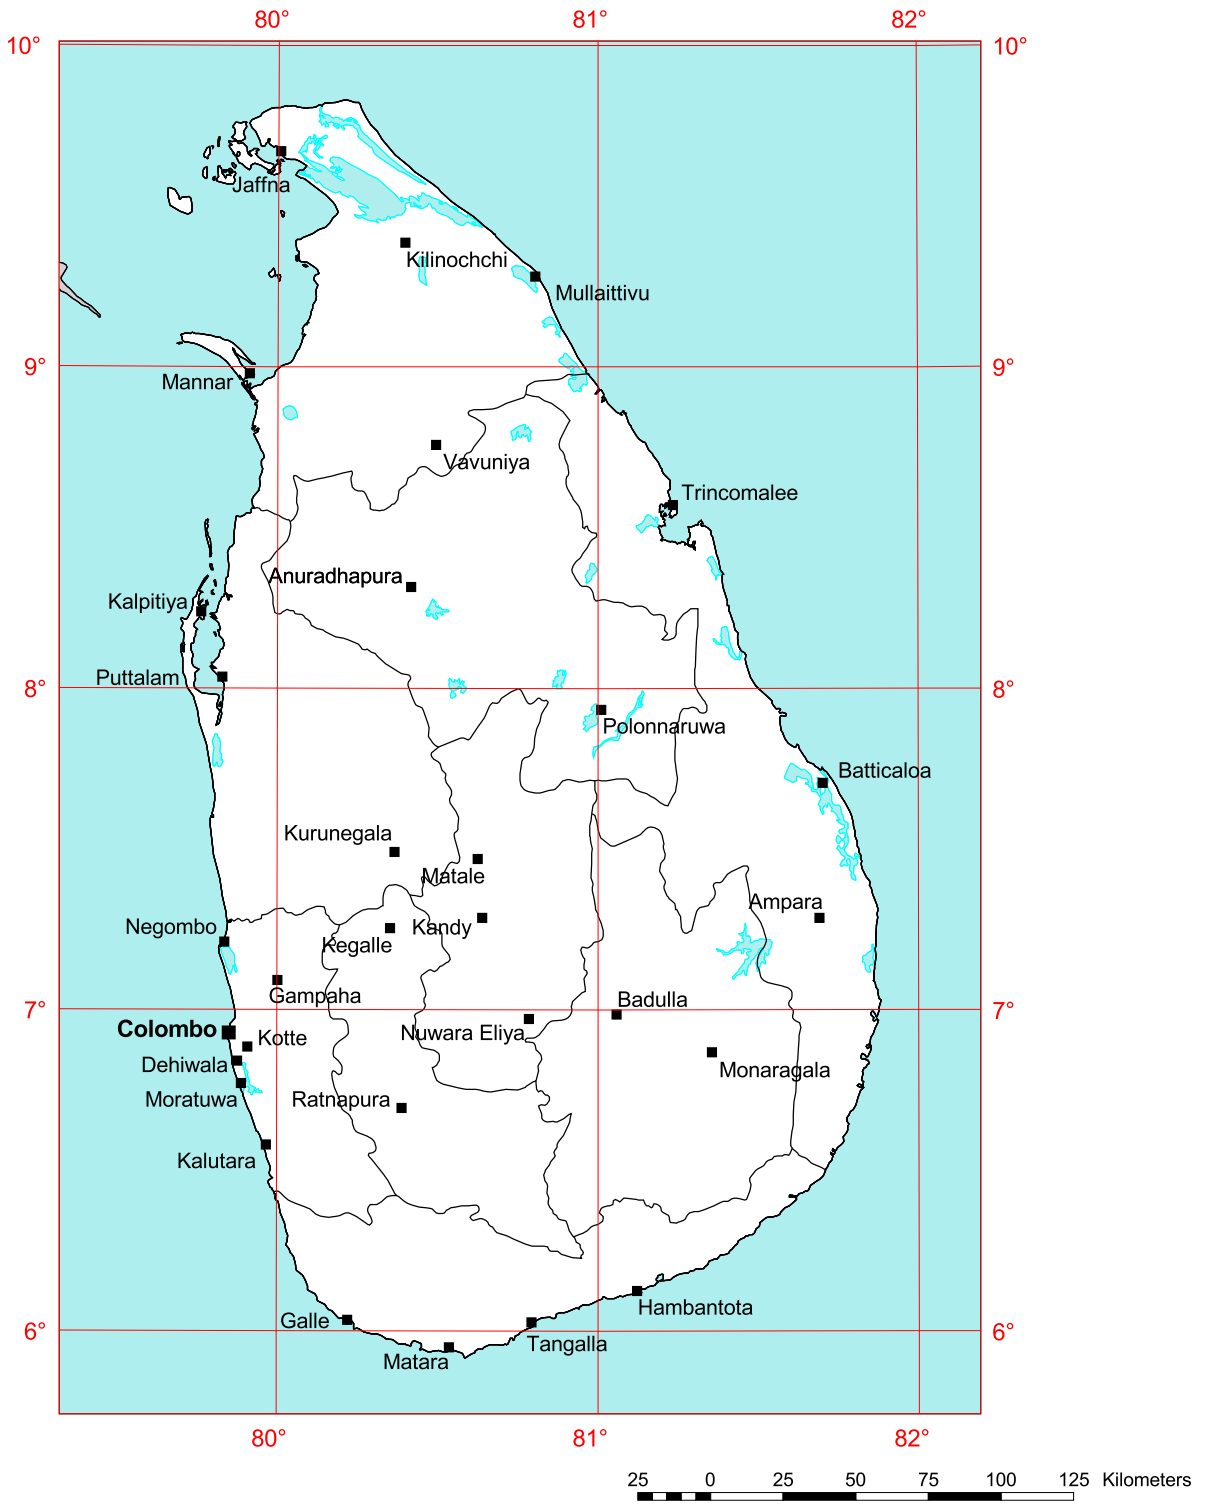 80° 81° 82°
10° 10°
Jaffna
Kilinochchi
Mullaittivu
9° 9°
Mannar
Vavuniya
Trincomalee
Anuradhapura
Kalpitiya
Puttalam
8° 8°
Polonnaruwa
Batticaloa
Kurunegala
Matale
Ampara
Negombo
Kandy
Kegalle
Gampaha
Badulla
7° 7°
Colombo
Nuwara Eliya
Kotte
Dehiwala
Monaragala
Moratuwa
Ratnapura
Kalutara
Hambantota
Galle
6° 6°
Tangalla
Matara
80° 81° 82°
25 0 25 50 75 100 125 Kilometers